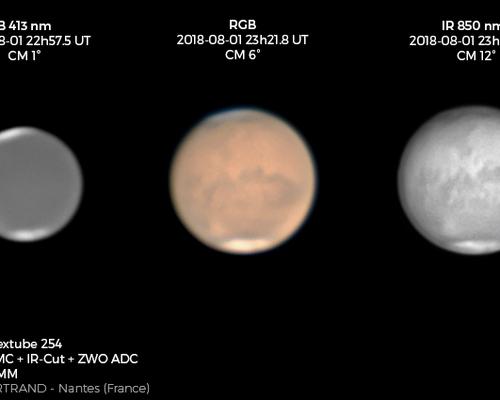 B 413 nm
8-01 22h57.5 UT
CM 1°
RGB
2018-08-01 23h21.8 UT
CM 6°
IR 850 nm
2018-08-01 23h
CM 12°
extube 254
MC + IR-Cut + ZWO ADC
MM
RTRAND - Nantes (France)